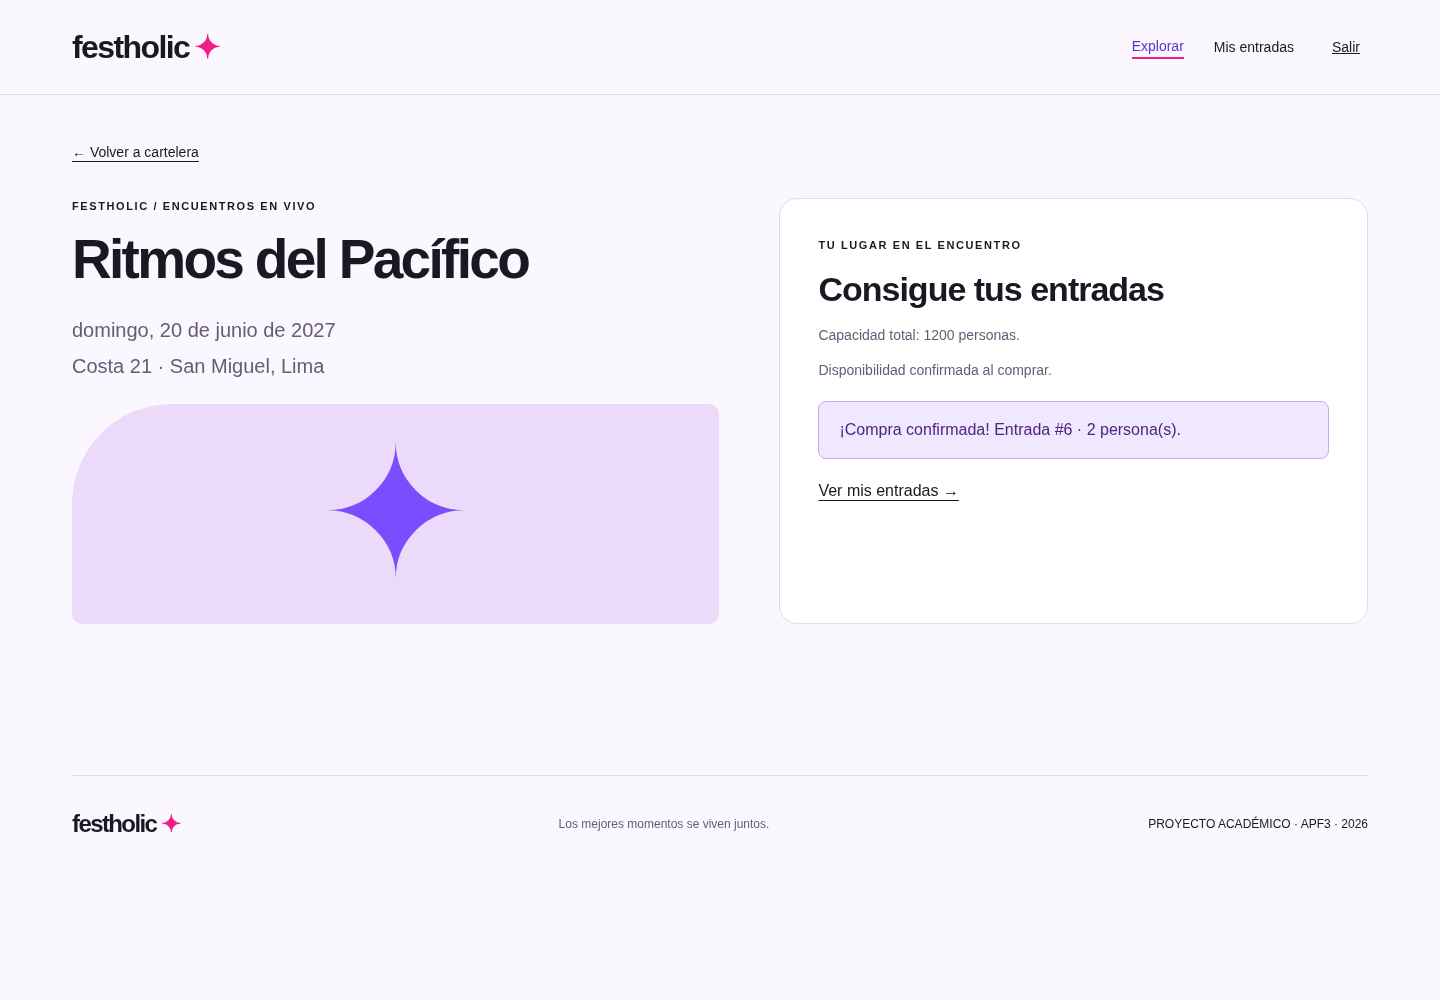 festholic
Explorar
Mis entradas
Salir
← Volver a cartelera
FESTHOLIC / ENCUENTROS EN VIVO
Ritmos del Pacífico
domingo, 20 de junio de 2027
Costa 21 · San Miguel, Lima
TU LUGAR EN EL ENCUENTRO
Consigue tus entradas
Capacidad total: 1200 personas.
Disponibilidad confirmada al comprar.
¡Compra confirmada! Entrada #6 · 2 persona(s).
Ver mis entradas →
festholic
Los mejores momentos se viven juntos.
PROYECTO ACADÉMICO · APF3 · 2026